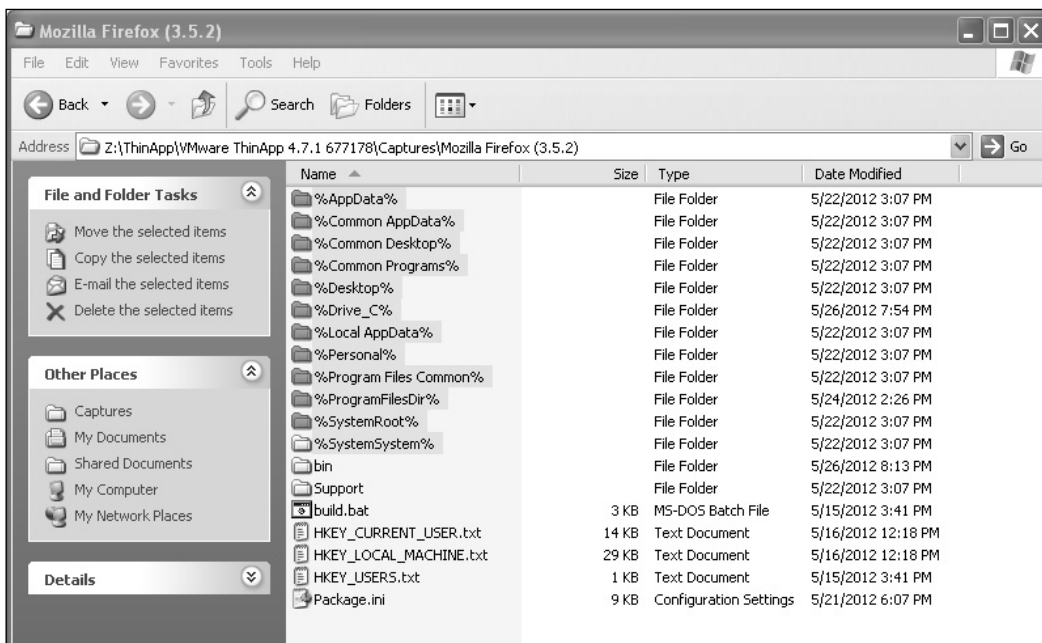 Mozilla Firefox (3.5.2)
File Edit View Favorites Tools Help
Back Search Folders
Address Z:\ThinApp\VMware ThinApp 4.7.1 677178\Captures\Mozilla Firefox (3.5.2) Go
File and Folder Tasks
Move the selected items
Copy the selected items
E-mail the selected items
Delete the selected items
Other Places
Captures
My Documents
Shared Documents
My Computer
My Network Places
Details
Name Size Type Date Modified
%AppData% File Folder 5/22/2012 3:07 PM
%Common AppData% File Folder 5/22/2012 3:07 PM
%Common Desktop% File Folder 5/22/2012 3:07 PM
%Common Programs% File Folder 5/22/2012 3:07 PM
%Desktop% File Folder 5/22/2012 3:07 PM
%Drive_C% File Folder 5/26/2012 7:54 PM
%Local AppData% File Folder 5/22/2012 3:07 PM
%Personal% File Folder 5/22/2012 3:07 PM
%Program Files Common% File Folder 5/22/2012 3:07 PM
%ProgramFilesDir% File Folder 5/24/2012 2:26 PM
%SystemRoot% File Folder 5/22/2012 3:07 PM
%SystemSystem% File Folder 5/22/2012 3:07 PM
bin File Folder 5/26/2012 8:13 PM
Support File Folder 5/22/2012 3:07 PM
build.bat 3 KB MS-DOS Batch File 5/15/2012 3:41 PM
HKEY_CURRENT_USER.txt 14 KB Text Document 5/16/2012 12:18 PM
HKEY_LOCAL_MACHINE.txt 29 KB Text Document 5/16/2012 12:18 PM
HKEY_USERS.txt 1 KB Text Document 5/15/2012 3:41 PM
Package.ini 9 KB Configuration Settings 5/21/2012 6:07 PM